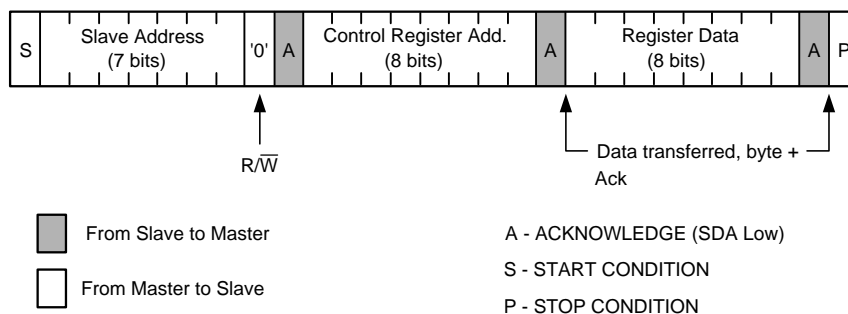 S Slave Address (7 bits) '0' A Control Register Add. (8 bits) A Register Data (8 bits) A P
R/W̅
Data transferred, byte +
Ack
From Slave to Master
A - ACKNOWLEDGE (SDA Low)
S - START CONDITION
From Master to Slave
P - STOP CONDITION